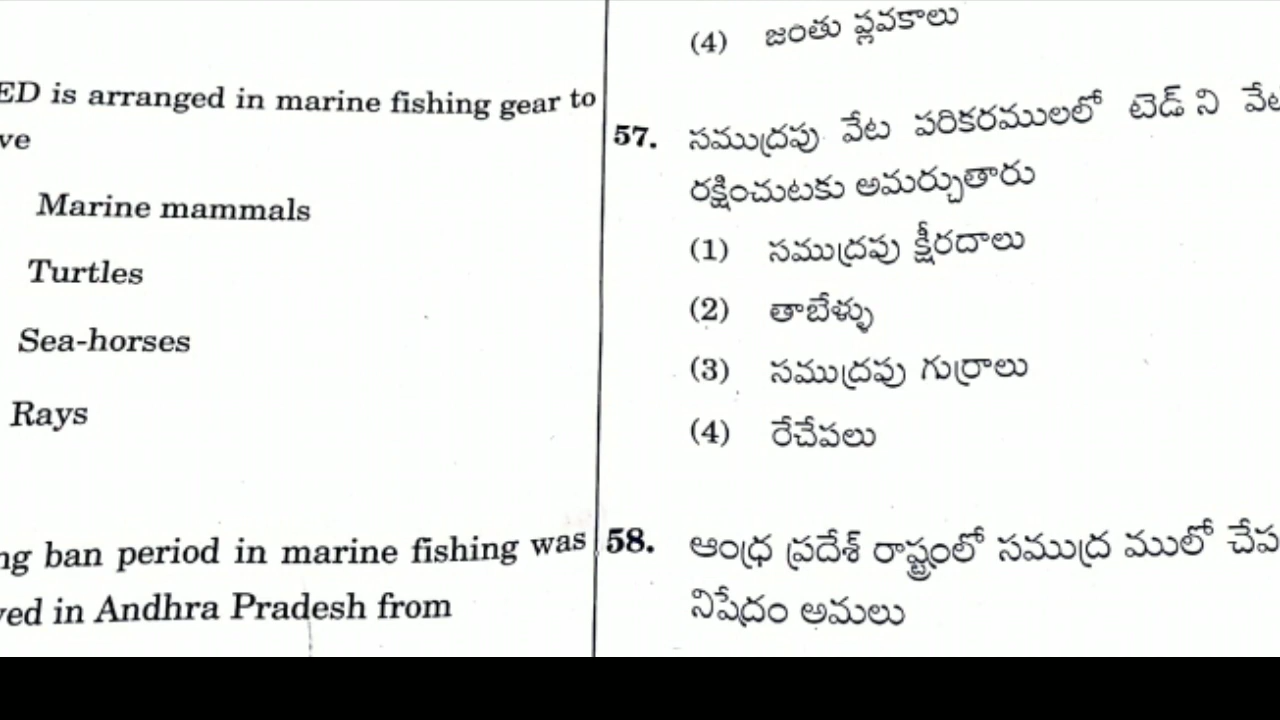 ED is arranged in marine fishing gear to
ve
Marine mammals
Turtles
Sea-horses
Rays
ng ban period in marine fishing was
ved in Andhra Pradesh from
(4) జంతు ప్లవకాలు
57. సముద్రపు వేట పరికరములలో టెడ్ ని వేట
రక్షించుటకు అమర్చుతారు
(1) సముద్రపు క్షీరదాలు
(2) తాబేళ్ళు
(3) సముద్రపు గుర్రాలు
(4) రేచేపలు
58. ఆంధ్ర ప్రదేశ్ రాష్ట్రంలో సముద్ర ములో చేప
నిషేధం అమలు